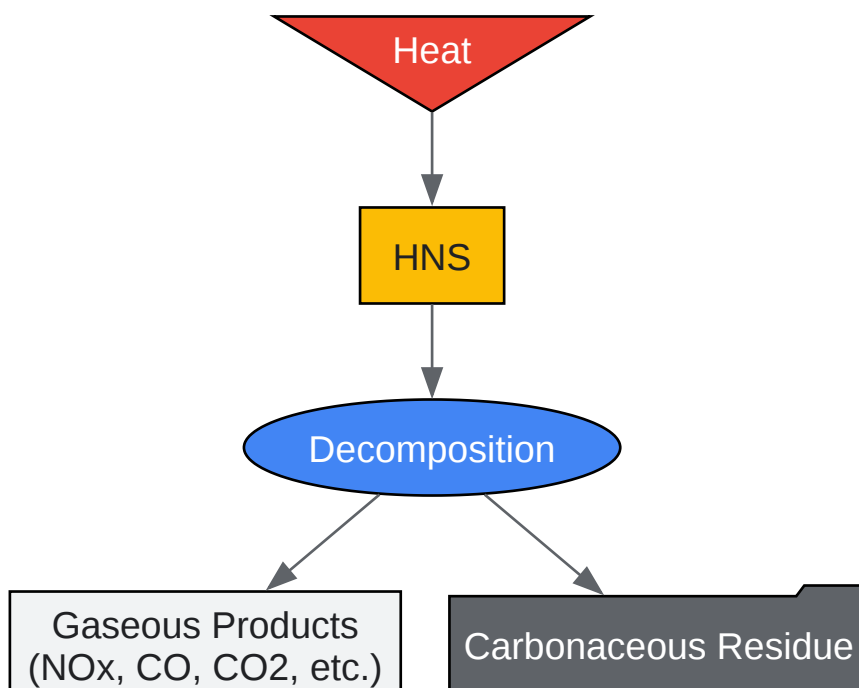 Heat
HNS
Decomposition
Gaseous Products
(NOx, CO, CO2, etc.)
Carbonaceous Residue